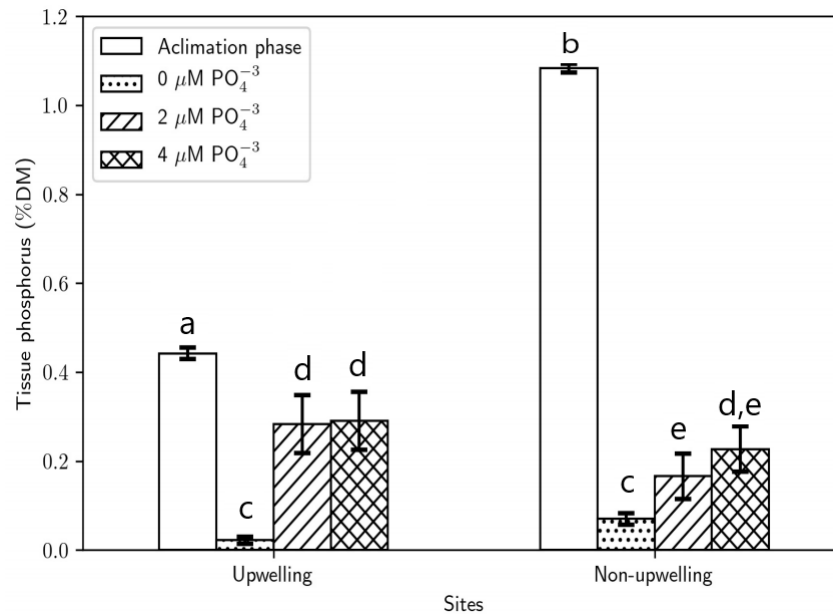 Tissue phosphorus (%DM)
1.2
1.0
0.8
0.6
0.4
0.2
0.0
Aclimation phase
0 μM PO₄⁻³
2 μM PO₄⁻³
4 μM PO₄⁻³
a
c
d
d
b
c
e
d,e
Upwelling
Non-upwelling
Sites